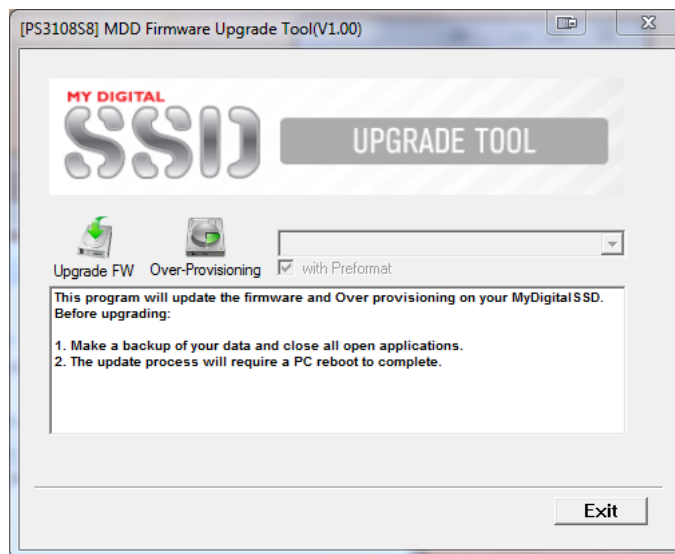 [PS3108S8] MDD Firmware Upgrade Tool(V1.00)
MY DIGITAL
SSD
UPGRADE TOOL
Upgrade FW
Over-Provisioning
with Preformat
This program will update the firmware and Over provisioning on your MyDigitalSSD.
Before upgrading:
1. Make a backup of your data and close all open applications.
2. The update process will require a PC reboot to complete.
Exit